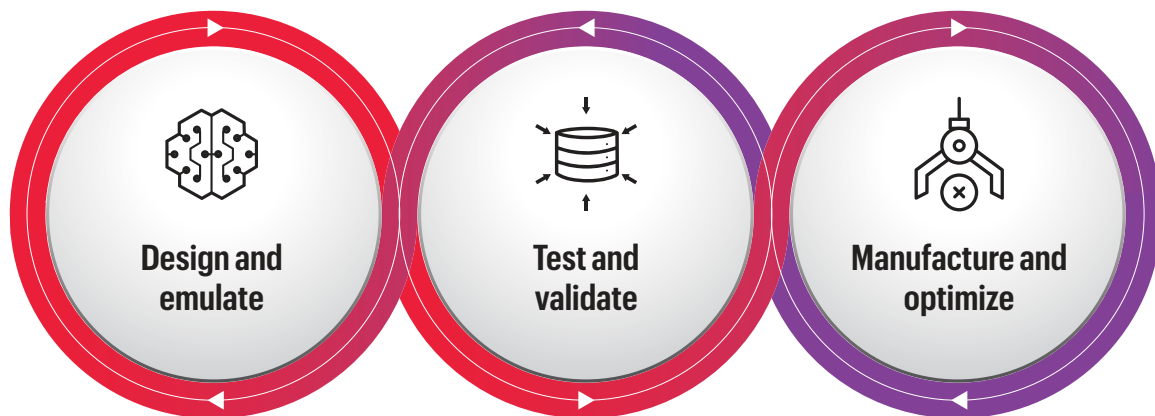 Design and
emulate
Test and
validate
Manufacture and
optimize